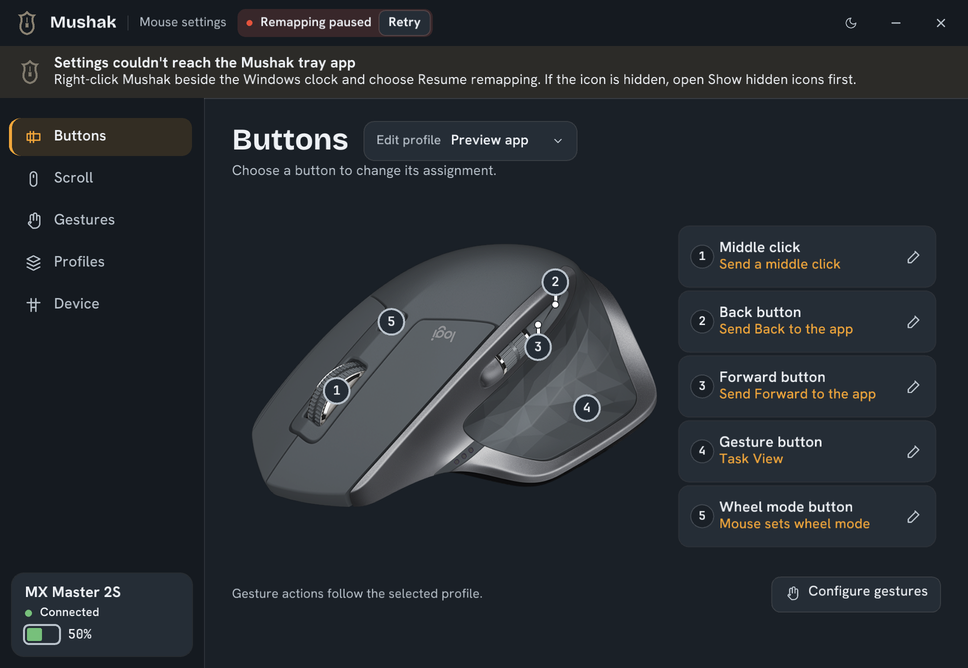 Mushak
Mouse settings
Remapping paused
Retry
Settings couldn't reach the Mushak tray app
Right-click Mushak beside the Windows clock and choose Resume remapping. If the icon is hidden, open Show hidden icons first.
Buttons
Scroll
Gestures
Profiles
Device
MX Master 2S
Connected
50%
Buttons
Edit profile Preview app
Choose a button to change its assignment.
logi
5
1
2
3
4
1
Middle click
Send a middle click
2
Back button
Send Back to the app
3
Forward button
Send Forward to the app
4
Gesture button
Task View
5
Wheel mode button
Mouse sets wheel mode
Gesture actions follow the selected profile.
Configure gestures